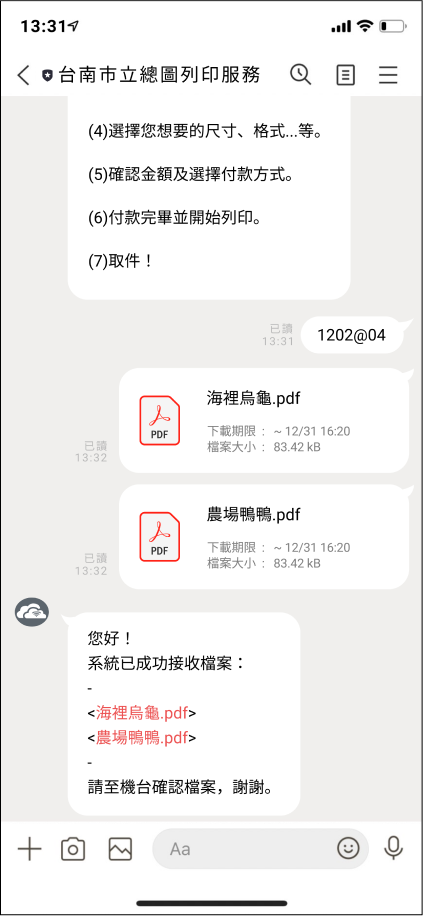 13:31
台南市立總圖列印服務
(4)選擇您想要的尺寸、格式...等。
(5)確認金額及選擇付款方式。
(6)付款完畢並開始列印。
(7)取件！
已讀
13:31
1202@04
海裡烏龜.pdf
PDF
下載期限： ~ 12/31 16:20
檔案大小： 83.42 kB
已讀
13:32
農場鴨鴨.pdf
PDF
下載期限： ~ 12/31 16:20
檔案大小： 83.42 kB
已讀
13:32
您好！
系統已成功接收檔案：
-
<海裡烏龜.pdf>
<農場鴨鴨.pdf>
-
請至機台確認檔案，謝謝。
Aa